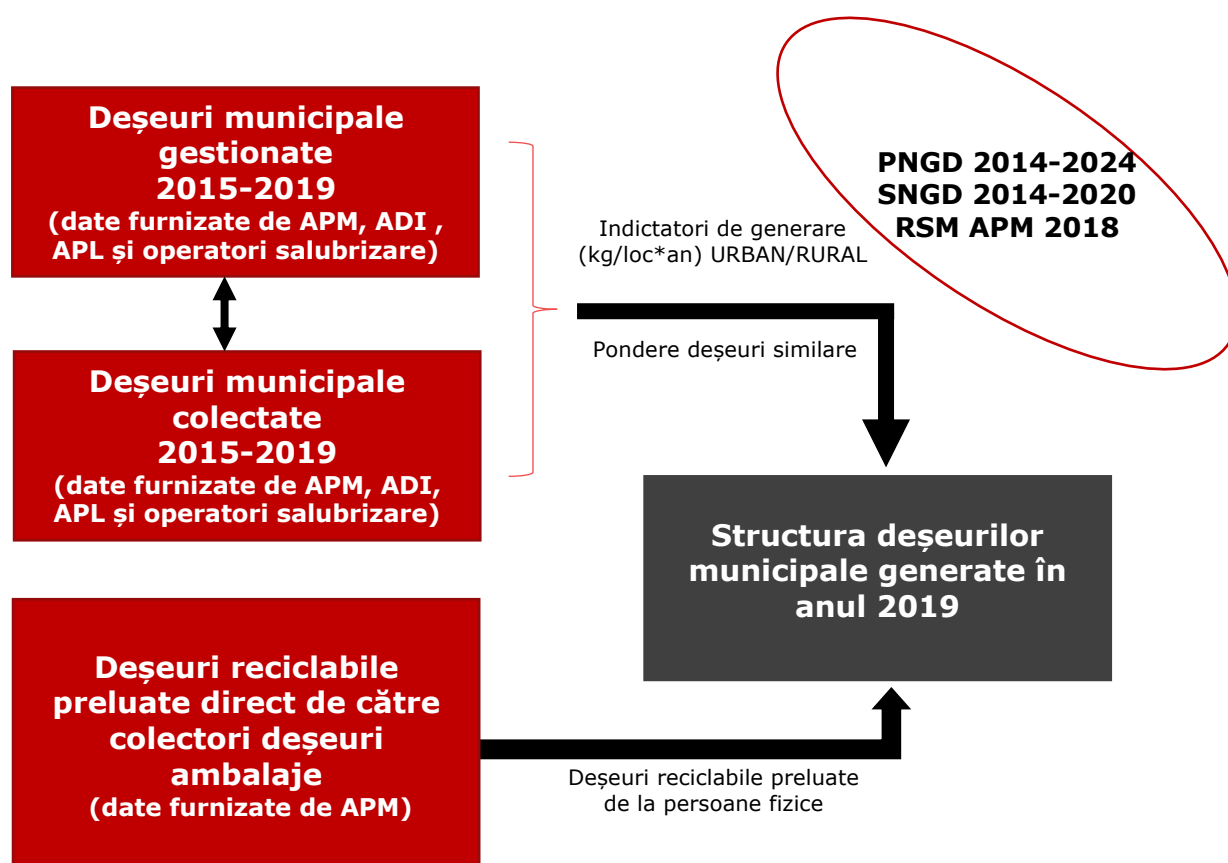 Deșeuri municipale
gestionate
2015-2019
(date furnizate de APM, ADI ,
APL și operatori salubrizare)
PNGD 2014-2024
SNGD 2014-2020
RSM APM 2018
Indictatori de generare
(kg/loc*an) URBAN/RURAL
Pondere deșeuri similare
Deșeuri municipale
colectate
2015-2019
(date furnizate de APM, ADI,
APL și operatori salubrizare)
Structura deșeurilor
municipale generate în
anul 2019
Deșeuri reciclabile
preluate direct de către
colectori deșeuri
ambalaje
(date furnizate de APM)
Deșeuri reciclabile preluate
de la persoane fizice